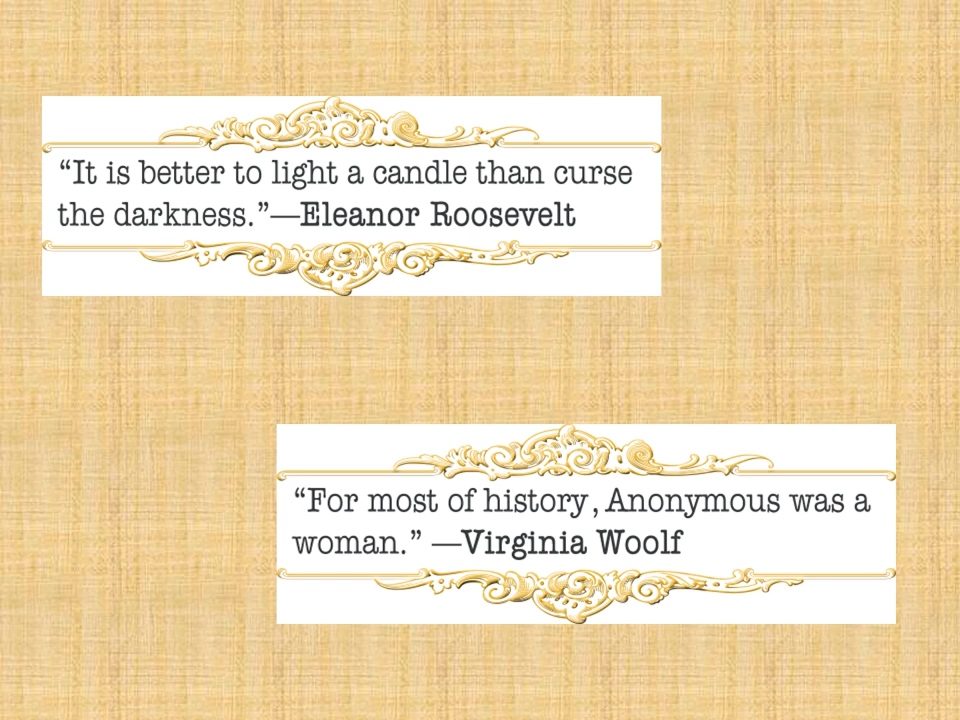 “It is better to light a candle than curse
the darkness.”—Eleanor Roosevelt
“For most of history, Anonymous was a
woman.” —Virginia Woolf